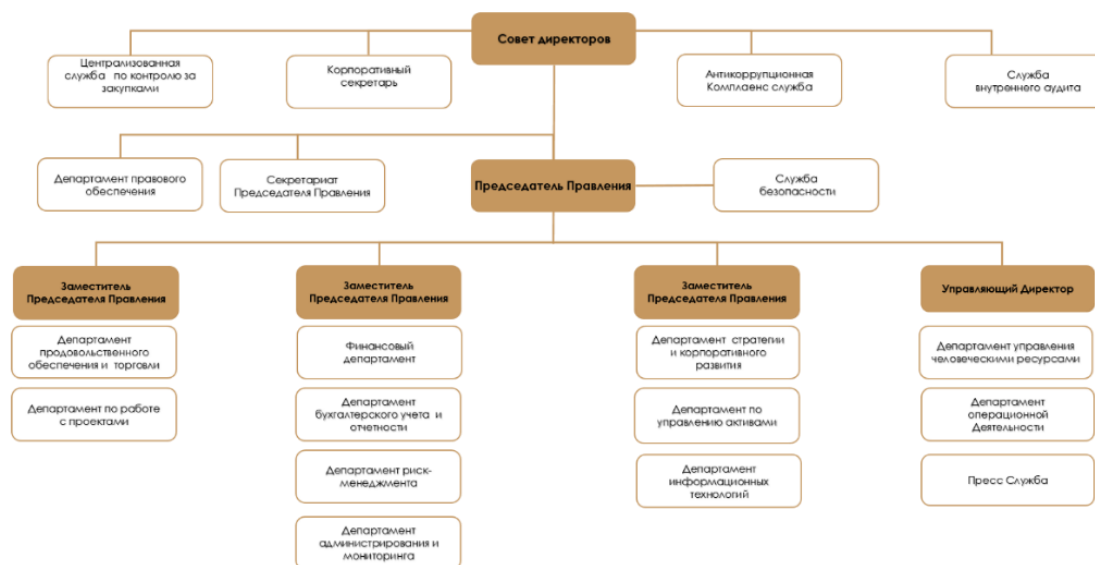 Совет директоров
Централизованная
служба по контролю за
закупками
Корпоративный
секретарь
Антикоррупционная
Комплаенс служба
Служба
внутреннего аудита
Департамент правового
обеспечения
Секретариат
Председателя Правления
Председатель Правления
Служба
безопасности
Заместитель
Председателя Правления
Заместитель
Председателя Правления
Заместитель
Председателя Правления
Управляющий Директор
Департамент
продовольственного
обеспечения и торговли
Департамент по работе
с проектами
Финансовый
департамент
Департамент
бухгалтерского учета и
отчетности
Департамент риск-
менеджмента
Департамент
администрирования и
мониторинга
Департамент стратегии
и корпоративного
развития
Департамент по
управлению активами
Департамент
информационных
технологий
Департамент управления
человеческими ресурсами
Департамент
операционной
Деятельности
Пресс Служба